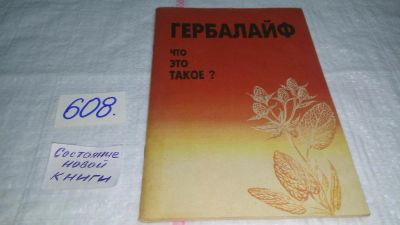 ГЕРБАЛАЙФ
ЧТО
ЭТО
ТАКОЕ ?
608.
Состояние
новой
книги